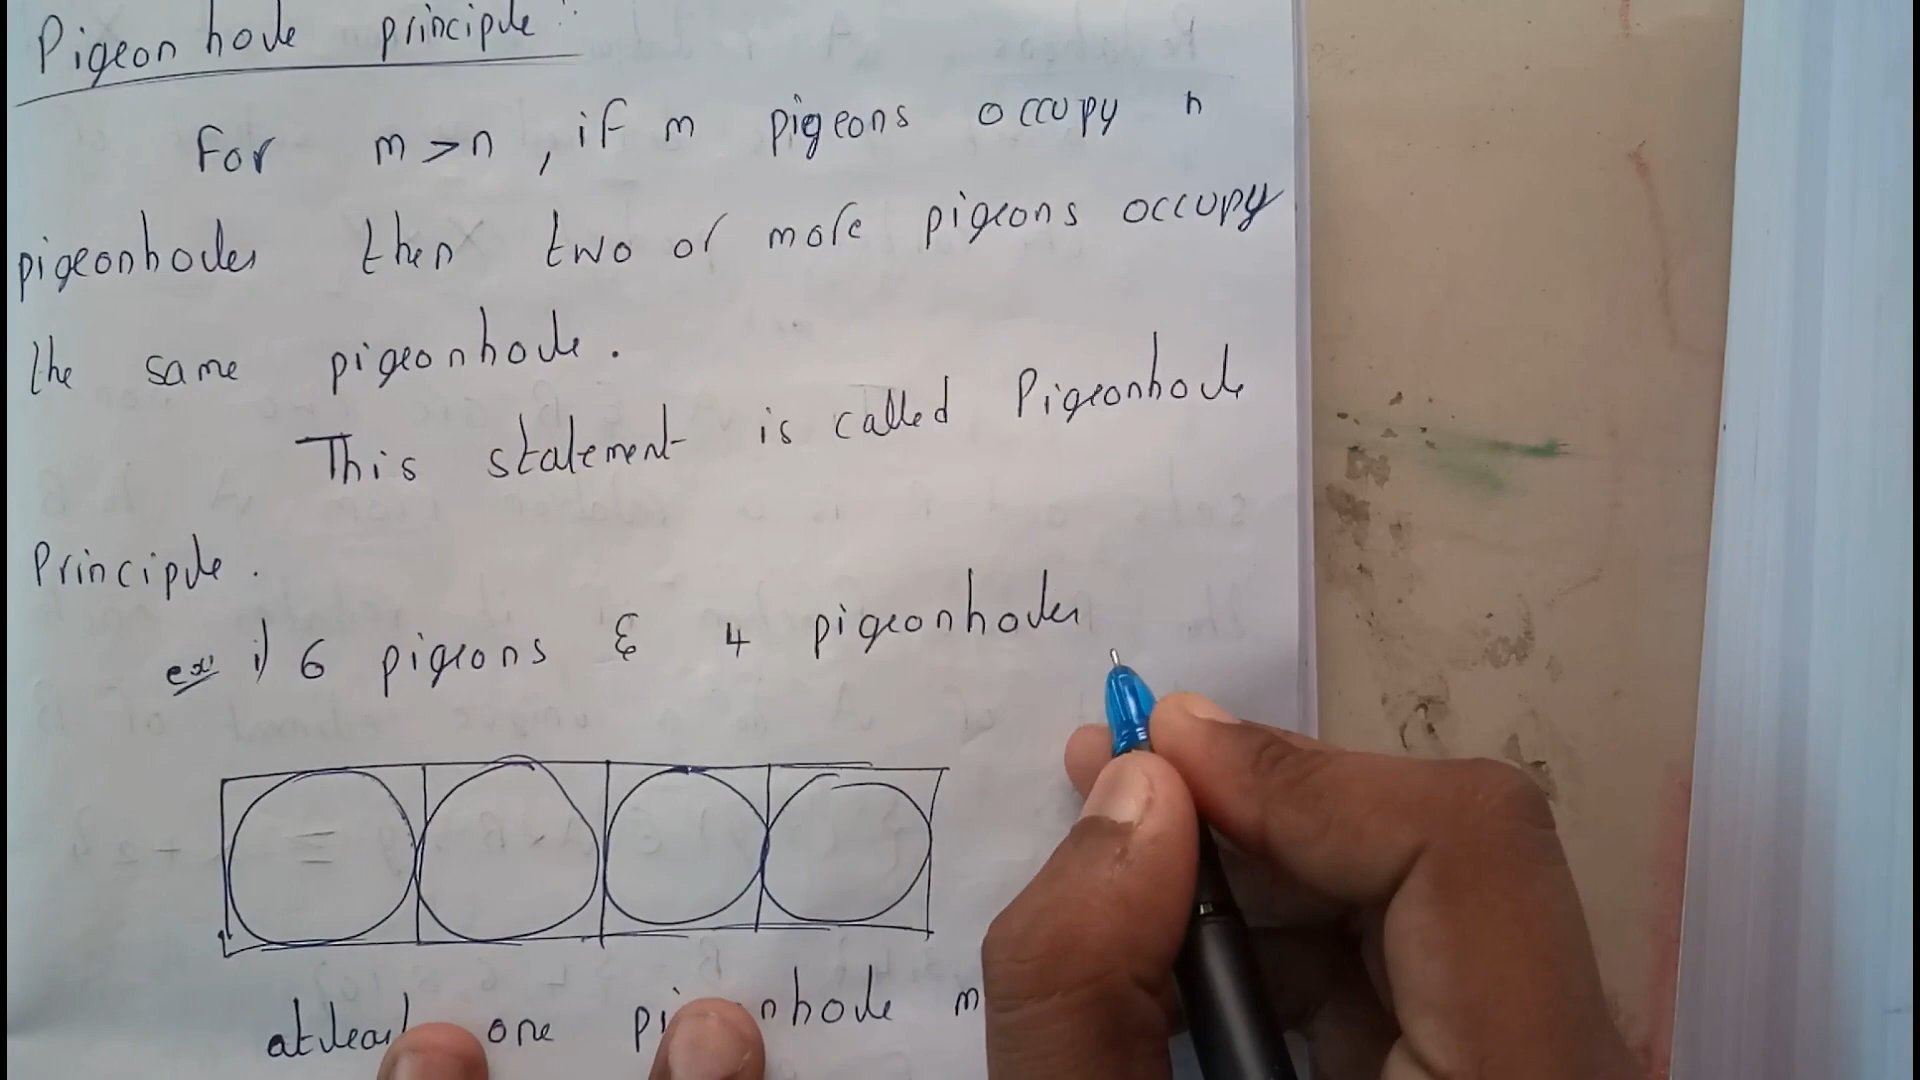 Pigeon hole principle:
For m > n, if m pigeons occupy n
pigeonholes then two or more pigeons occupy
the same pigeonhole.
This statement is called Pigeonhole
Principle.
ex: i) 6 pigeons & 4 pigeonholes
atleast one m